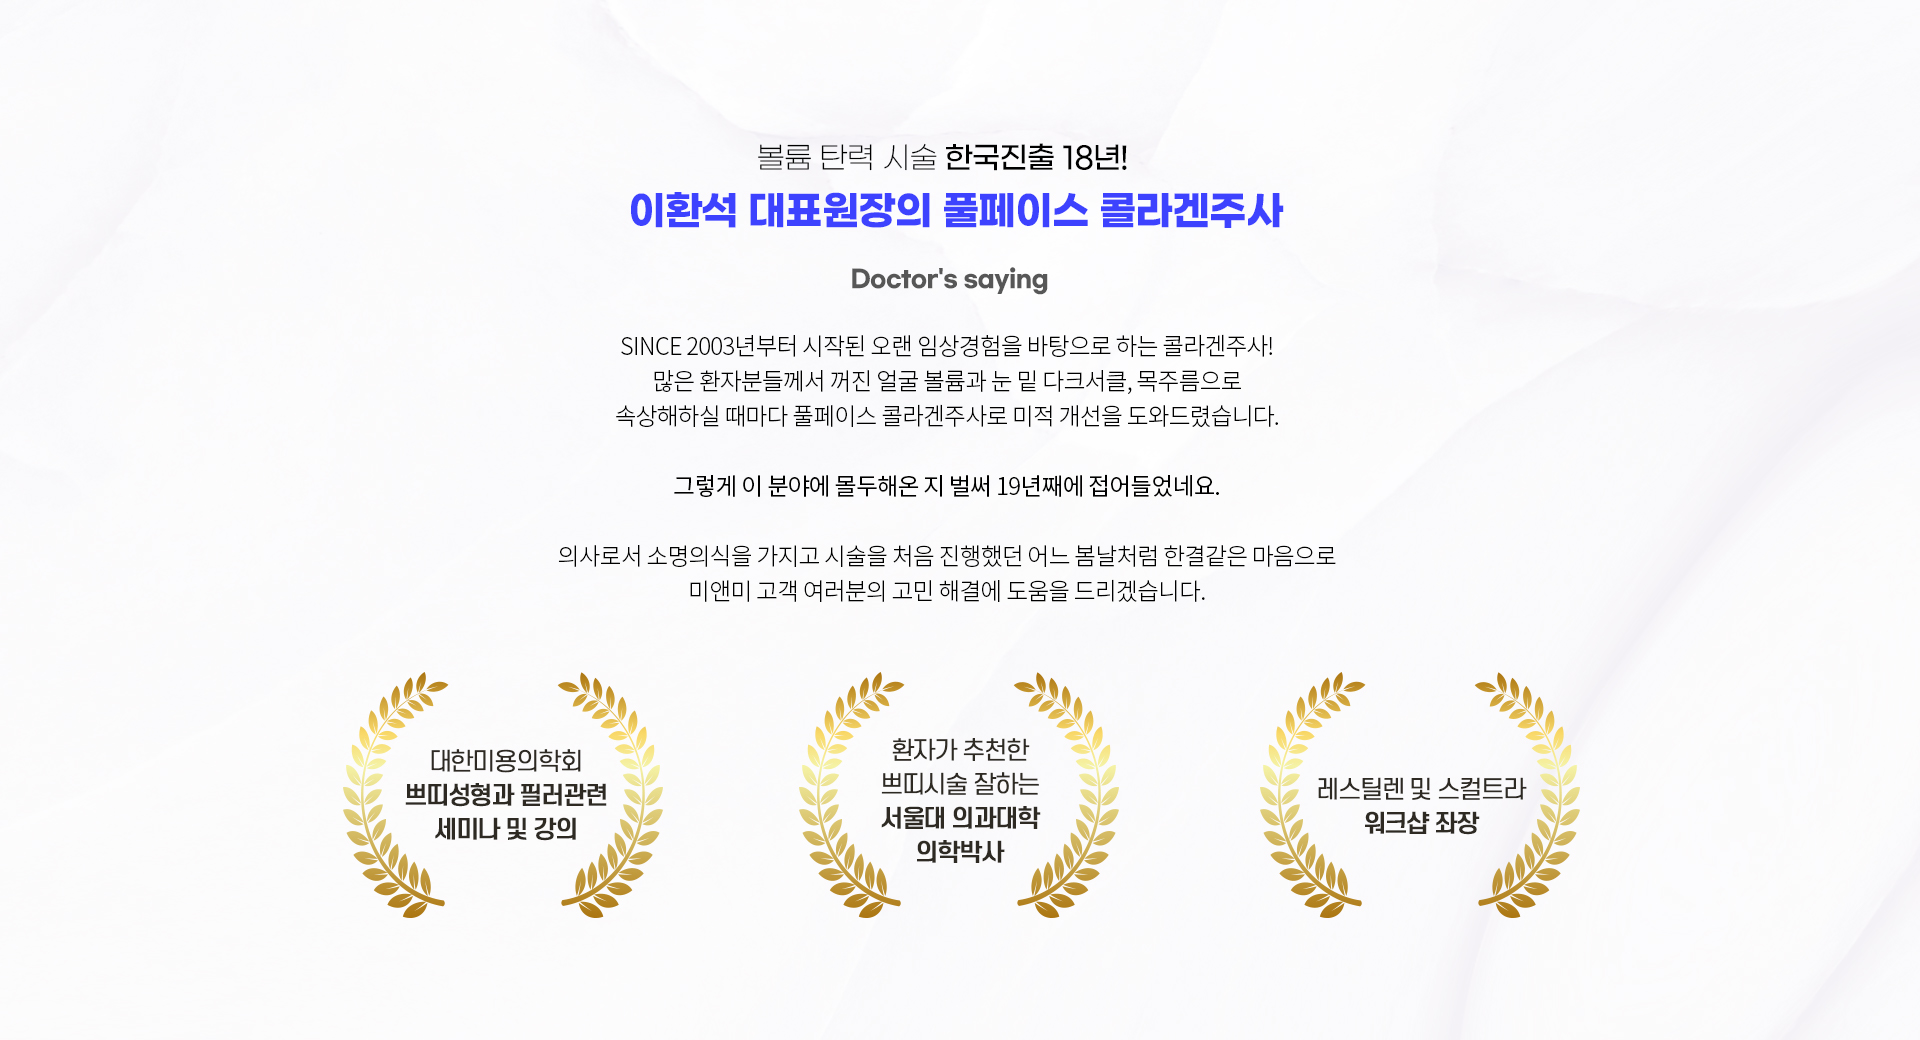 볼륨 탄력 시술 한국진출 18년!
이환석 대표원장의 풀페이스 콜라겐주사
Doctor's saying
SINCE 2003년부터 시작된 오랜 임상경험을 바탕으로 하는 콜라겐주사!
많은 환자분들께서 꺼진 얼굴 볼륨과 눈 밑 다크서클, 목주름으로
속상해하실 때마다 풀페이스 콜라겐주사로 미적 개선을 도와드렸습니다.
그렇게 이 분야에 몰두해온 지 벌써 19년째에 접어들었네요.
의사로서 소명의식을 가지고 시술을 처음 진행했던 어느 봄날처럼 한결같은 마음으로
미앤미 고객 여러분의 고민 해결에 도움을 드리겠습니다.
대한미용의학회
쁘띠성형과 필러관련
세미나 및 강의
환자가 추천한
쁘띠시술 잘하는
서울대 의과대학
의학박사
레스틸렌 및 스컬트라
워크샵 좌장